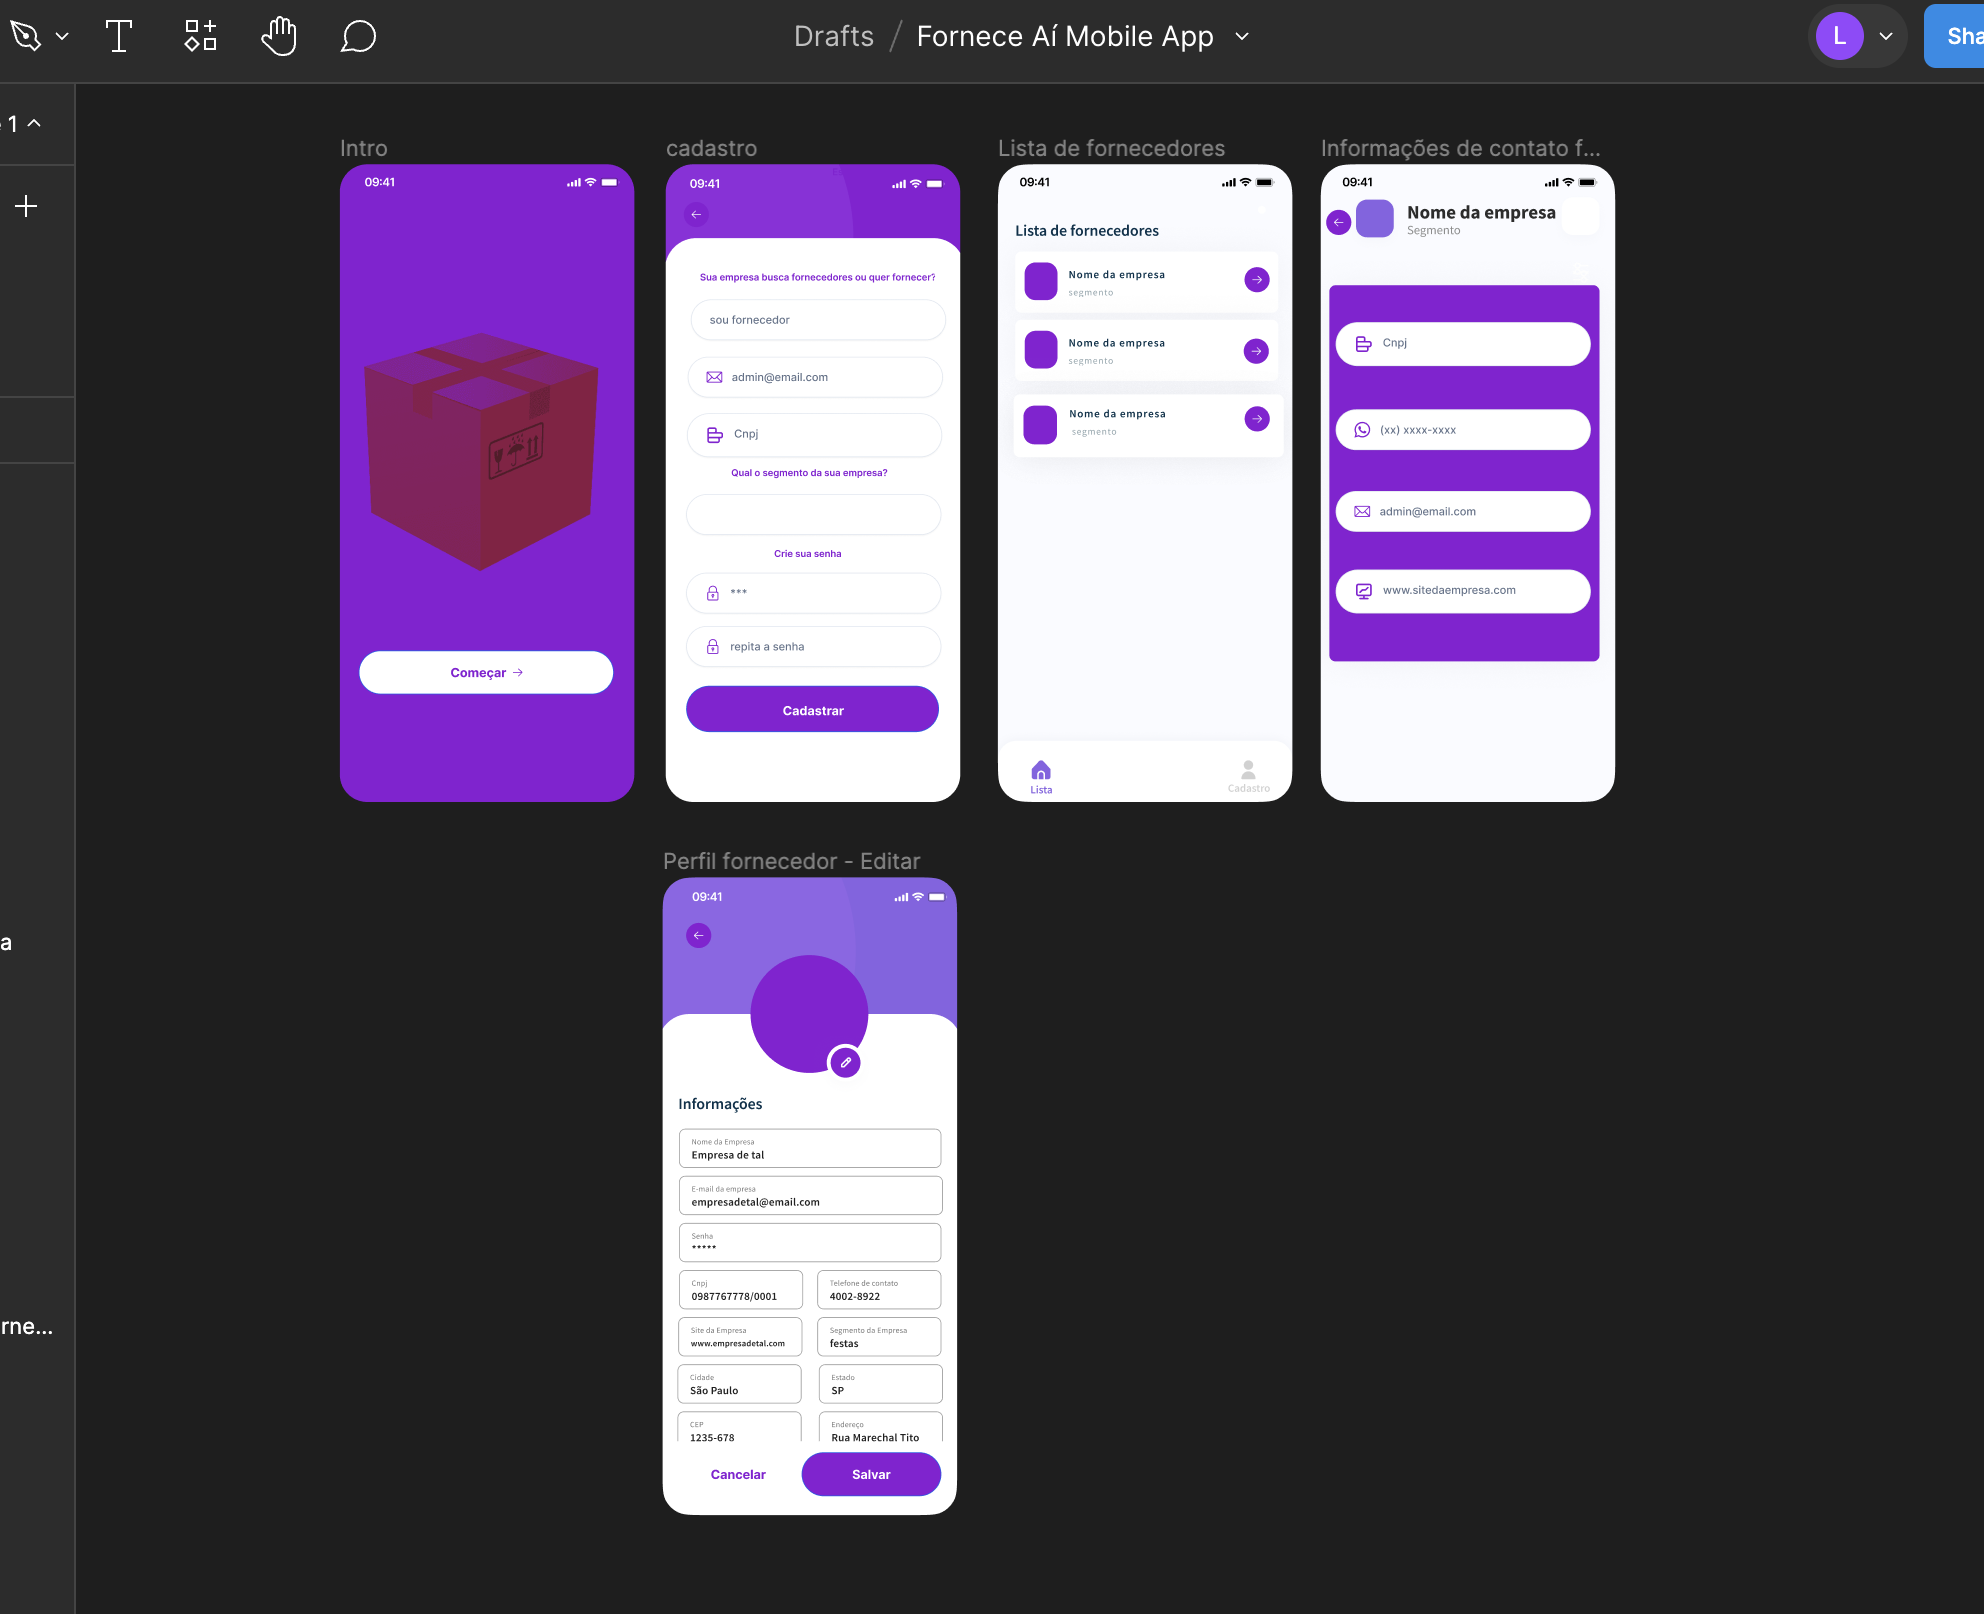 Drafts / Fornece Aí Mobile App
L
Sha
1
a
rne...
Intro
09:41
Começar
cadastro
09:41
Sua empresa busca fornecedores ou quer fornecer?
sou fornecedor
admin@email.com
Cnpj
Qual o segmento da sua empresa?
Crie sua senha
***
repita a senha
Cadastrar
Lista de fornecedores
09:41
Lista de fornecedores
Nome da empresa
segmento
Nome da empresa
segmento
Nome da empresa
segmento
Lista
Cadastro
Informações de contato f...
09:41
Nome da empresa
Segmento
Cnpj
(xx) xxxx-xxxx
admin@email.com
www.sitedaempresa.com
Perfil fornecedor - Editar
09:41
Informações
Nome da Empresa
Empresa de tal
E-mail da empresa
empresadetal@email.com
Senha
*****
Cnpj
0987767778/0001
Telefone de contato
4002-8922
Site da Empresa
www.empresadetal.com
Segmento da Empresa
festas
Cidade
São Paulo
Estado
SP
CEP
1235-678
Endereço
Rua Marechal Tito
Cancelar
Salvar